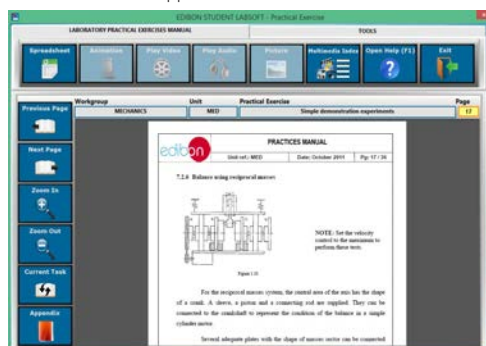 EDIBON STUDENT LABSOFT - Practical Exercise
LABORATORY PRACTICAL EXERCISES MANUAL
TOOLS
Spreadsheet
Animation
Play Video
Play Audio
Picture
Multimedia Index
Open Help (F1)
Exit
Workgroup
Unit
Practical Exercise
Page
MECHANICS
MED
Simple demonstration experiments
17
Previous Page
Next Page
Zoom In
Zoom Out
Current Task
Appendix
edibon
PRACTICES MANUAL
Unit ref.: MED
Date: October 2011
Pg: 17 / 36
7.2.6 Balance using reciprocal masses
NOTE: Set the velocity
control to the maximum to
perform these tests.
For the reciprocal masses system, the central area of the axis has the shape
of a crank. A sleeve, a piston and a connecting rod are supplied. They can be
connected to the crankshaft to represent the condition of the balance in a single
cylinder motor.
Several adequate plates with the shape of masses sector can be connected